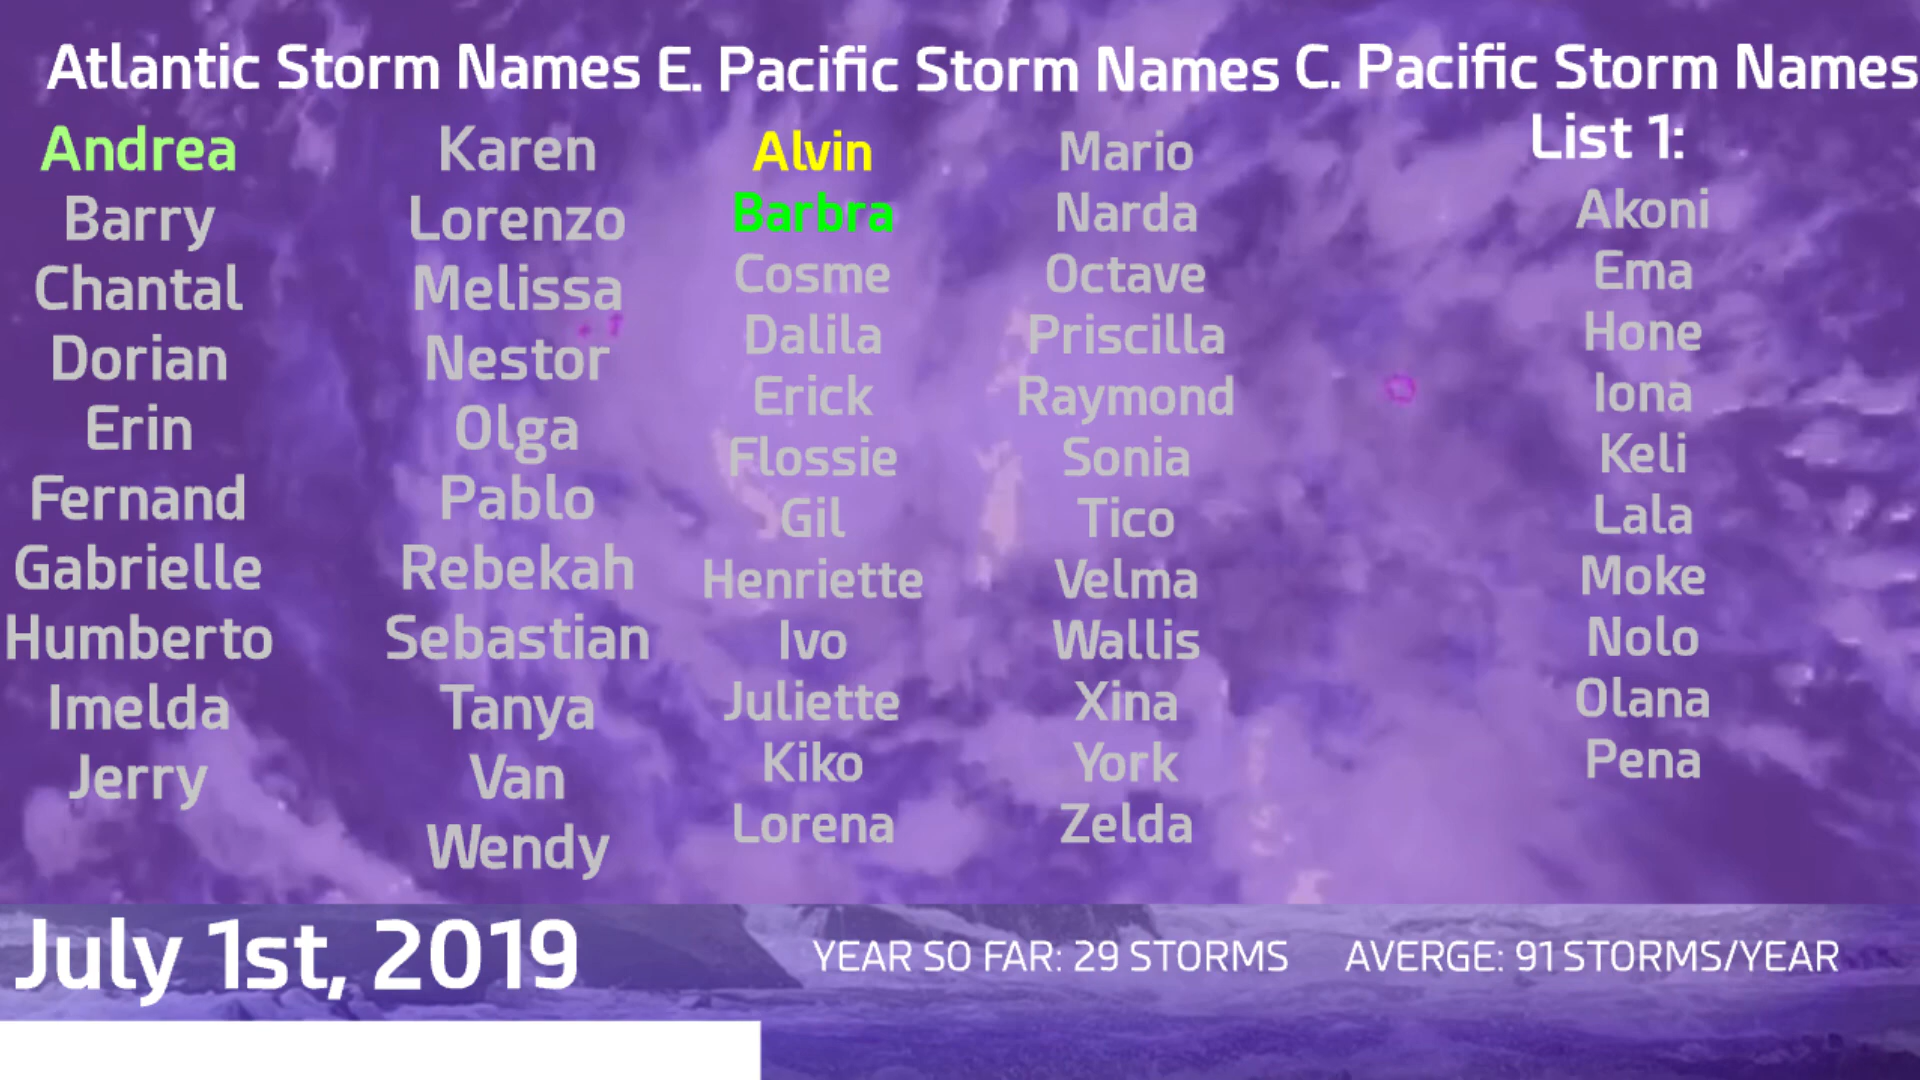 Atlantic Storm Names
Andrea
Barry
Chantal
Dorian
Erin
Fernand
Gabrielle
Humberto
Imelda
Jerry
Karen
Lorenzo
Melissa
Nestor
Olga
Pablo
Rebekah
Sebastian
Tanya
Van
Wendy
E. Pacific Storm Names
Alvin
Barbra
Cosme
Dalila
Erick
Flossie
Gil
Henriette
Ivo
Juliette
Kiko
Lorena
Mario
Narda
Octave
Priscilla
Raymond
Sonia
Tico
Velma
Wallis
Xina
York
Zelda
C. Pacific Storm Names
List 1:
Akoni
Ema
Hone
Iona
Keli
Lala
Moke
Nolo
Olana
Pena
July 1st, 2019
YEAR SO FAR: 29 STORMS
AVERGE: 91 STORMS/YEAR